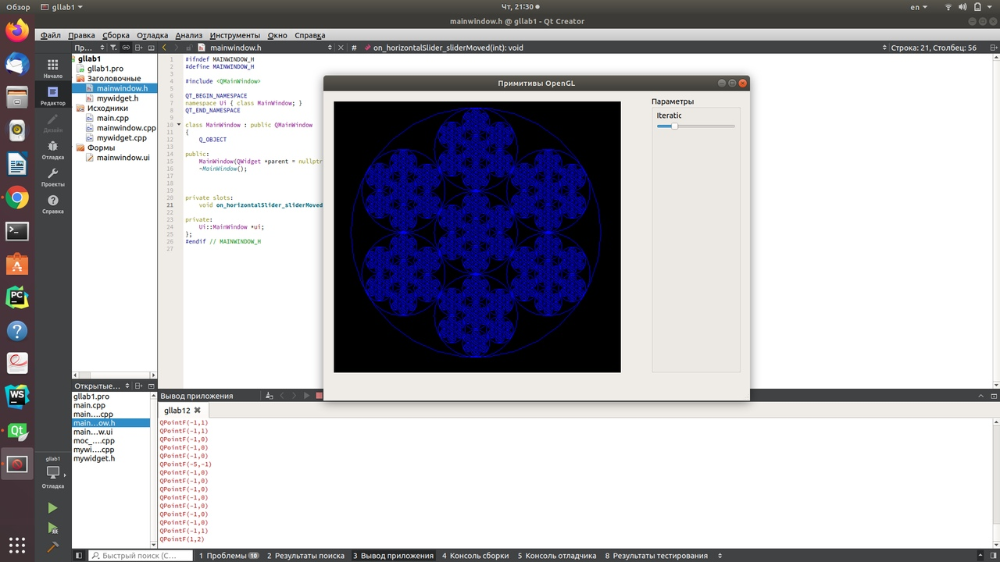 Обзор
gllab1
Чт, 21:30
en
mainwindow.h @ gllab1 - Qt Creator
Файл Правка Сборка Отладка Анализ Инструменты Окно Справка
Пр...
mainwindow.h
#
on_horizontalSlider_sliderMoved(int): void
Строка: 21, Столбец: 56
Начало
Редактор
Дизайн
Отладка
Проекты
Справка
gllab1
gllab1.pro
Заголовочные
mainwindow.h
mywidget.h
Исходники
main.cpp
mainwindow.cpp
mywidget.cpp
Формы
mainwindow.ui
1 #ifndef MAINWINDOW_H
2 #define MAINWINDOW_H
3
4 #include <QMainWindow>
5
6 QT_BEGIN_NAMESPACE
7 namespace Ui { class MainWindow; }
8 QT_END_NAMESPACE
9
10 class MainWindow : public QMainWindow
11 {
12 Q_OBJECT
13
14 public:
15 MainWindow(QWidget *parent = nullptr
16 ~MainWindow();
17
18
19
20 private slots:
21 void on_horizontalSlider_sliderMoved
22
23 private:
24 Ui::MainWindow *ui;
25 };
26 #endif // MAINWINDOW_H
27
Примитивы OpenGL
Параметры
Iteratic
Открытые...
gllab1.pro
main.cpp
main....cpp
main...ow.h
main...w.ui
moc_....cpp
mywi....cpp
mywidget.h
Вывод приложения
gllab12
QPointF(-1,1)
QPointF(-1,1)
QPointF(-1,0)
QPointF(-1,0)
QPointF(-1,0)
QPointF(-5,-1)
QPointF(-1,0)
QPointF(-1,0)
QPointF(-1,0)
QPointF(-1,0)
QPointF(-1,0)
QPointF(-1,0)
QPointF(-1,0)
QPointF(-1,1)
QPointF(1,2)
gllab1
Отладка
PC
WS
Qt
Быстрый поиск (C...
1 Проблемы 10
2 Результаты поиска
3 Вывод приложения
4 Консоль сборки
5 Консоль отладчика
8 Результаты тестирования